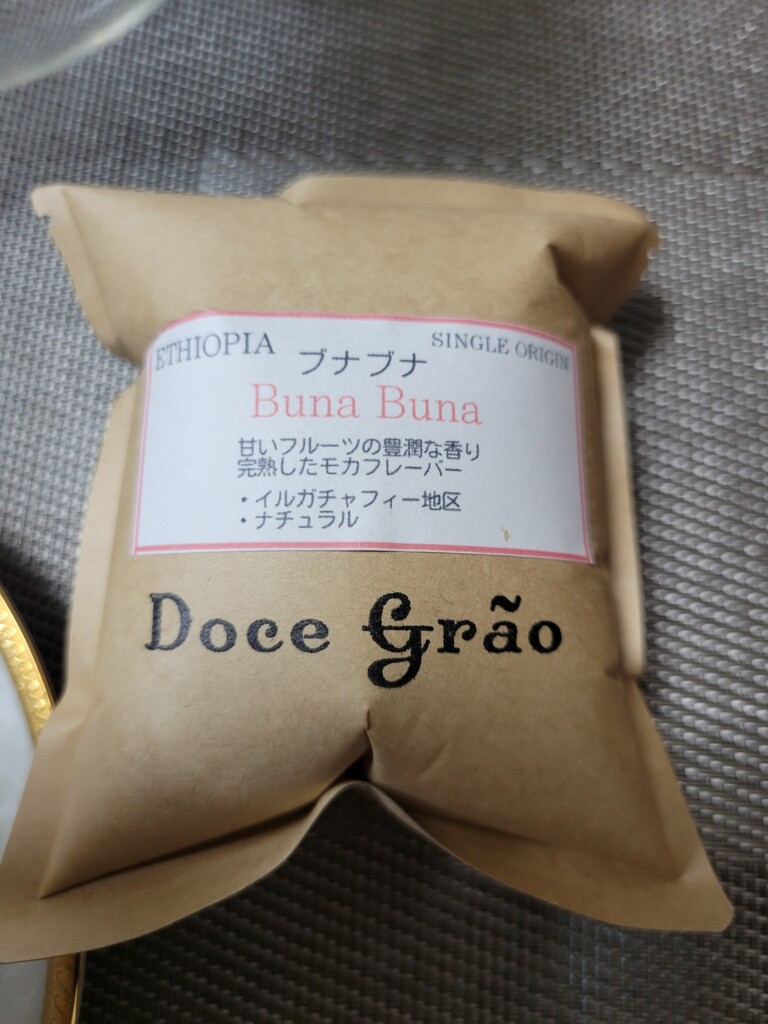 ETHIOPIA
SINGLE ORIGIN
ブナブナ
Buna Buna
甘いフルーツの豊潤な香り
完熟したモカフレーバー
・イルガチャフィー地区
・ナチュラル
Doce Grão